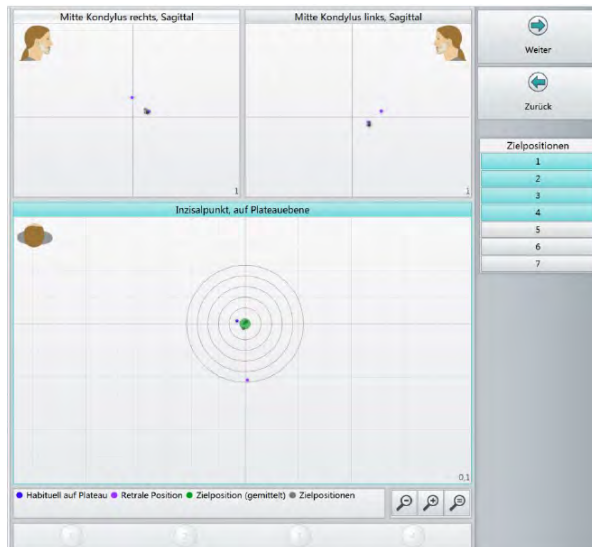 Mitte Kondylus rechts, Sagittal
Mitte Kondylus links, Sagittal
Weiter
Zurück
1
1
Zielpositionen
1
2
3
4
5
6
7
Inzisalpunkt, auf Plateauebene
0,1
Habituell auf Plateau Retrale Position Zielposition (gemittelt) Zielpositionen